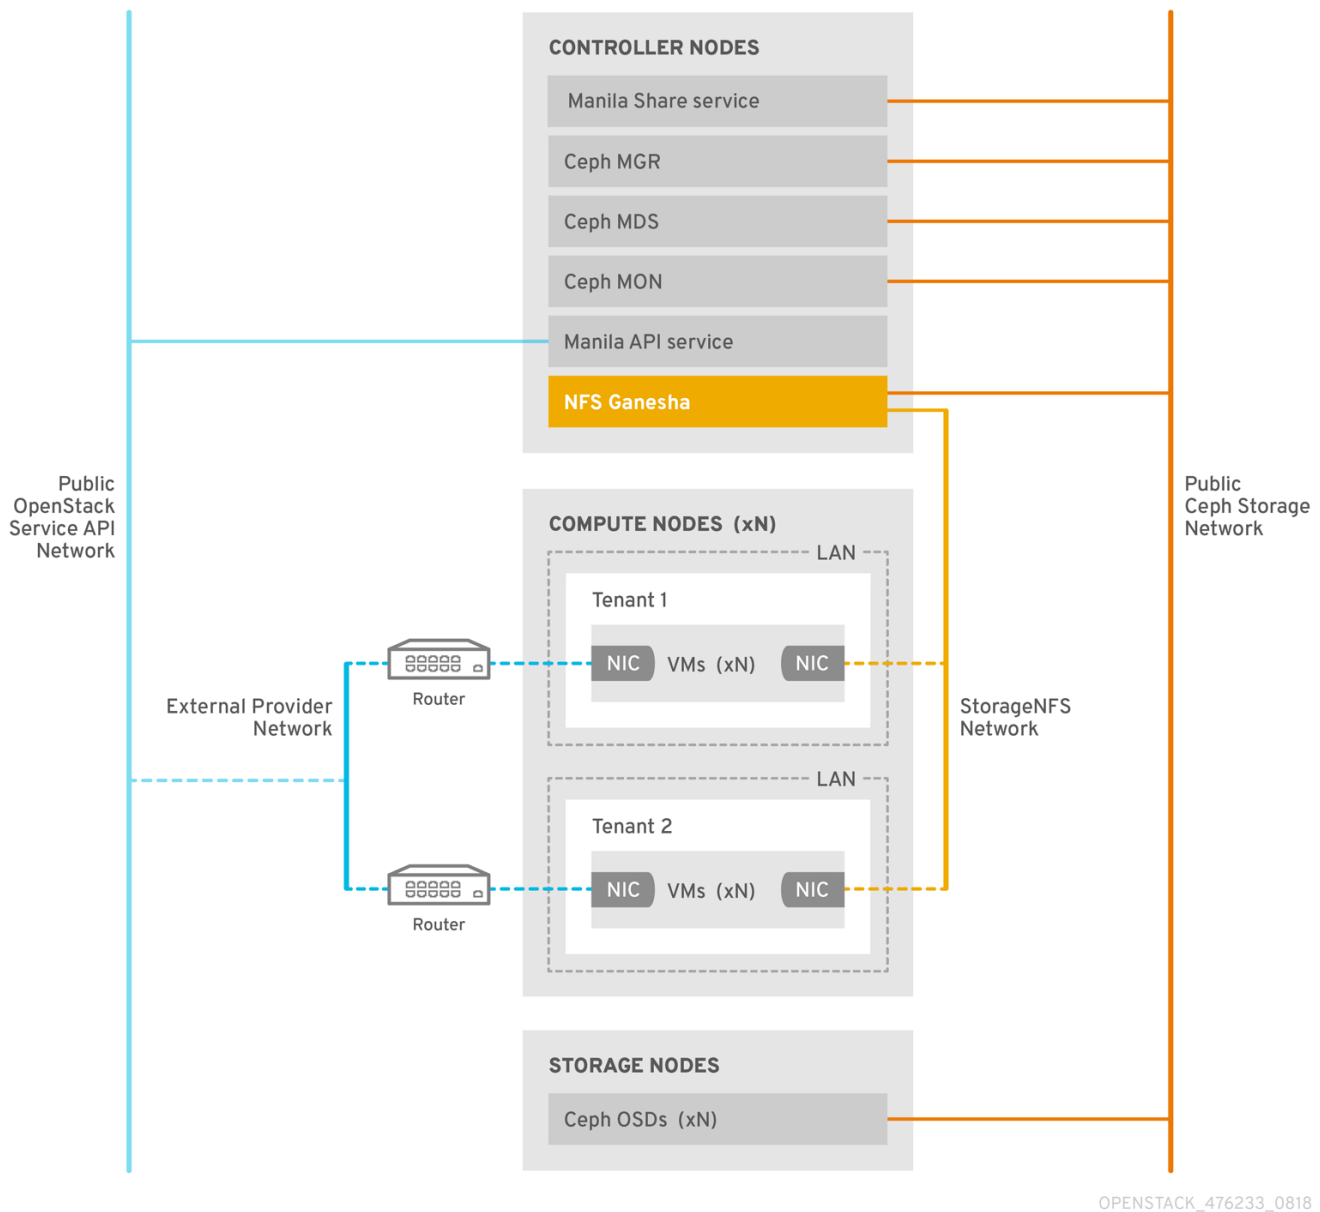 CONTROLLER NODES
Manila Share service
Ceph MGR
Ceph MDS
Ceph MON
Manila API service
NFS Ganesha
Public
OpenStack
Service API
Network
Public
Ceph Storage
Network
COMPUTE NODES (xN)
LAN
Tenant 1
NIC VMs (xN) NIC
Router
External Provider
Network
StorageNFS
Network
LAN
Tenant 2
NIC VMs (xN) NIC
Router
STORAGE NODES
Ceph OSDs (xN)
OPENSTACK_476233_0818